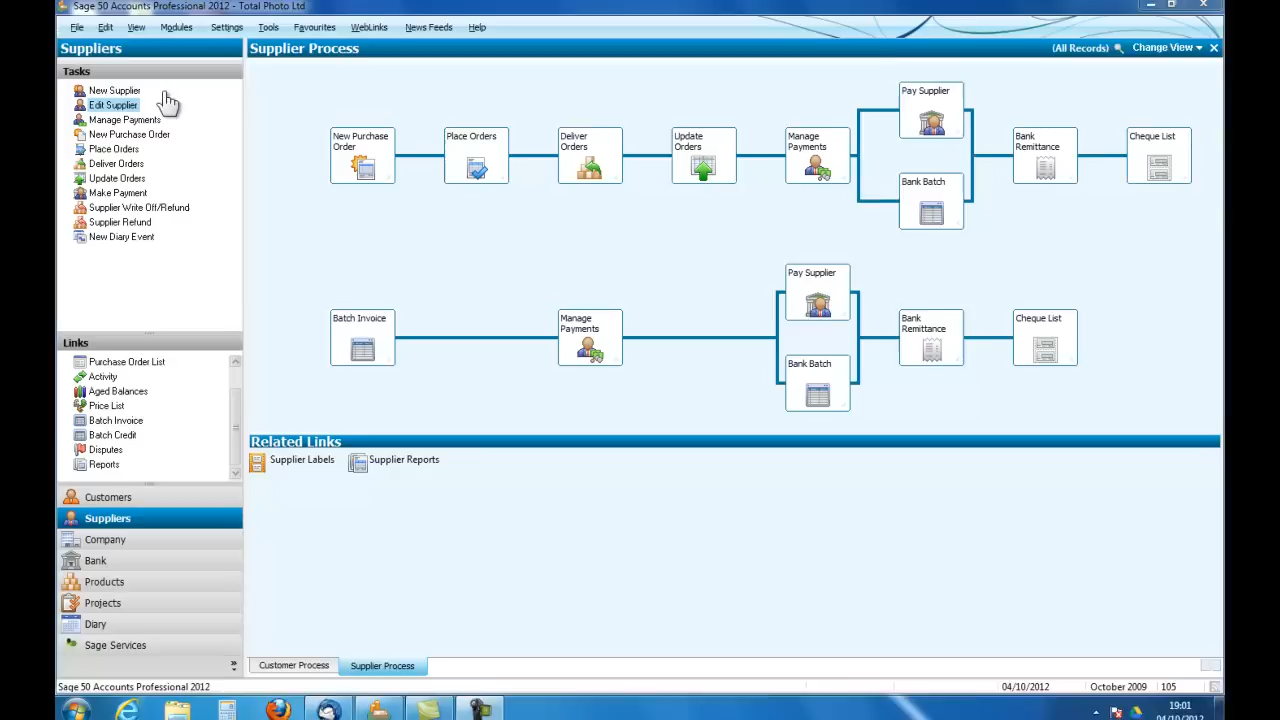 Sage 50 Accounts Professional 2012 - Total Photo Ltd
File Edit View Modules Settings Tools Favourites WebLinks News Feeds Help
Suppliers
Supplier Process
(All Records) Change View
Tasks
New Supplier
Edit Supplier
Manage Payments
New Purchase Order
Place Orders
Deliver Orders
Update Orders
Make Payment
Supplier Write Off/Refund
Supplier Refund
New Diary Event
New Purchase
Order
Place Orders
Deliver
Orders
Update
Orders
Manage
Payments
Pay Supplier
Bank Batch
Bank
Remittance
Cheque List
Batch Invoice
Manage
Payments
Pay Supplier
Bank Batch
Bank
Remittance
Cheque List
Links
Purchase Order List
Activity
Aged Balances
Price List
Batch Invoice
Batch Credit
Disputes
Reports
Related Links
Supplier Labels
Supplier Reports
Customers
Suppliers
Company
Bank
Products
Projects
Diary
Sage Services
Customer Process
Supplier Process
Sage 50 Accounts Professional 2012
04/10/2012
October 2009
105
19:01
04/10/2012